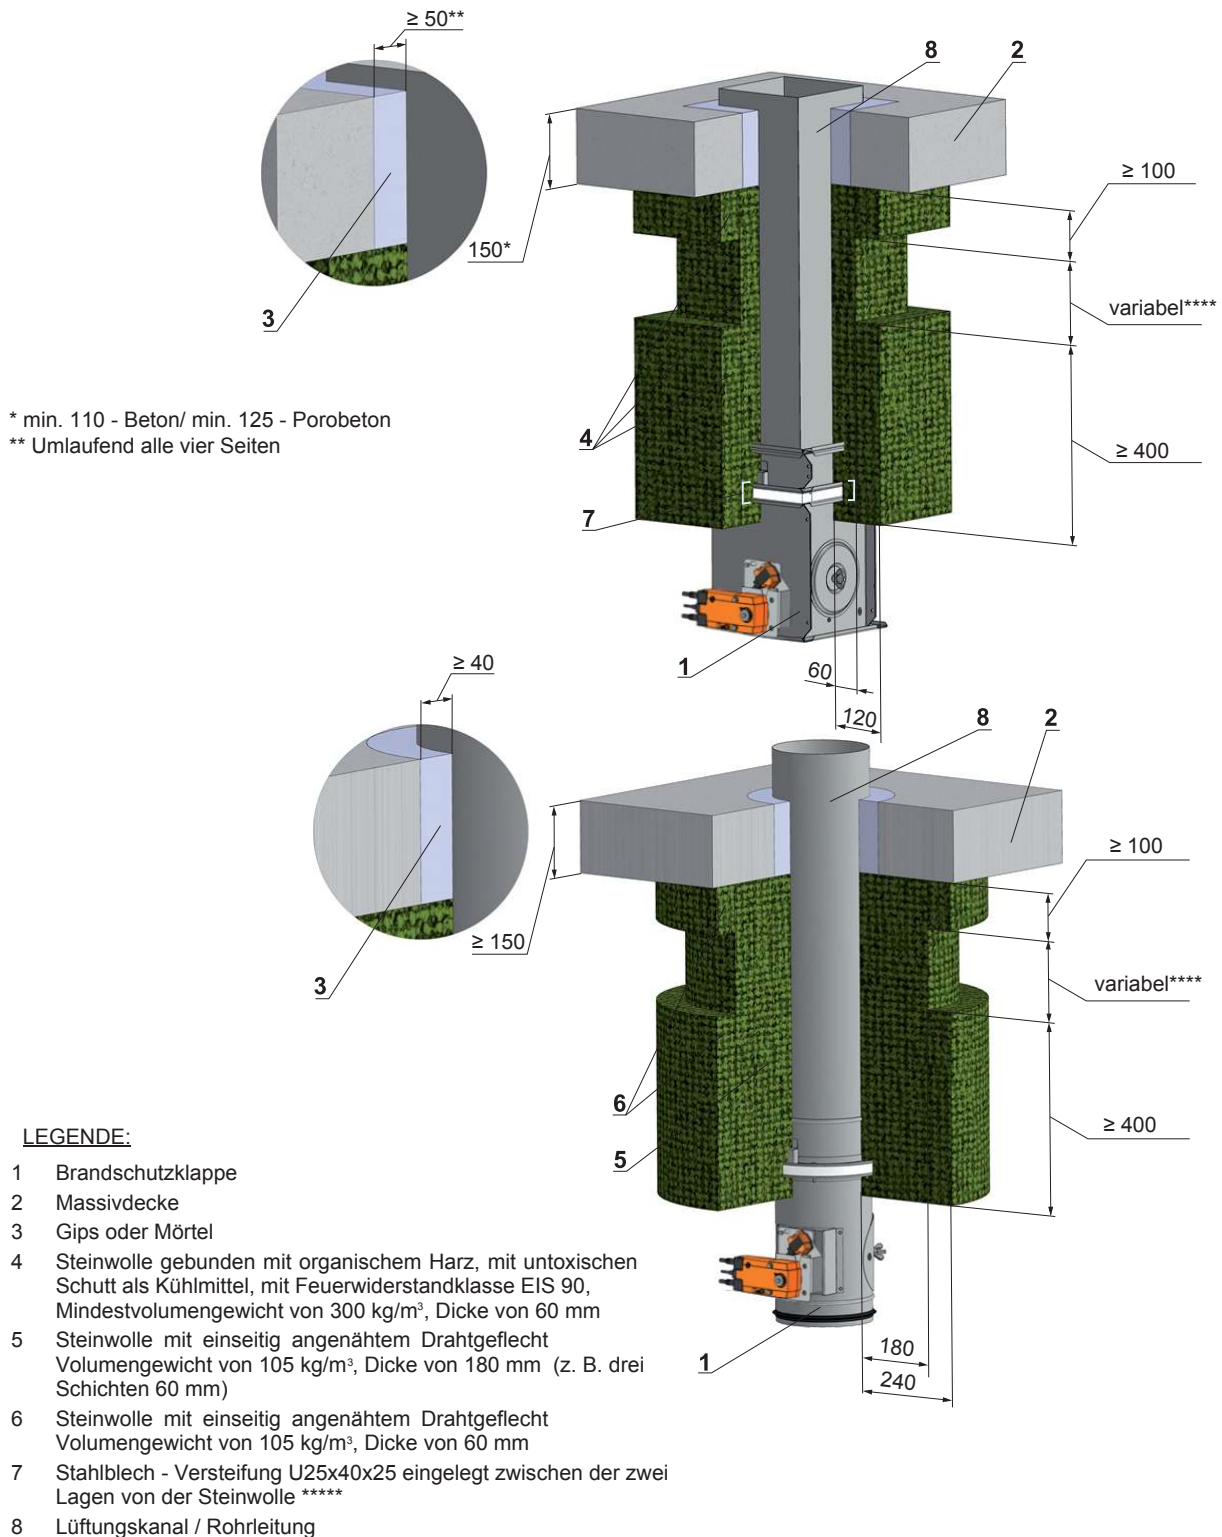 ≥ 50**
8
2
≥ 100
150*
3
variabel****
* min. 110 - Beton/ min. 125 - Porobeton
** Umlaufend alle vier Seiten
4
≥ 400
7
1
60
120
≥ 40
8
2
≥ 100
≥ 150
3
variabel****
6
5
≥ 400
1
180
240
LEGENDE:
1 Brandschutzklappe
2 Massivdecke
3 Gips oder Mörtel
4 Steinwolle gebunden mit organischem Harz, mit untoxischen
Schutt als Kühlmittel, mit Feuerwiderstandklasse EIS 90,
Mindestvolumengewicht von 300 kg/m³, Dicke von 60 mm
5 Steinwolle mit einseitig angenähtem Drahtgeflecht
Volumengewicht von 105 kg/m³, Dicke von 180 mm (z. B. drei
Schichten 60 mm)
6 Steinwolle mit einseitig angenähtem Drahtgeflecht
Volumengewicht von 105 kg/m³, Dicke von 60 mm
7 Stahlblech - Versteifung U25x40x25 eingelegt zwischen der zwei
Lagen von der Steinwolle *****
8 Lüftungskanal / Rohrleitung